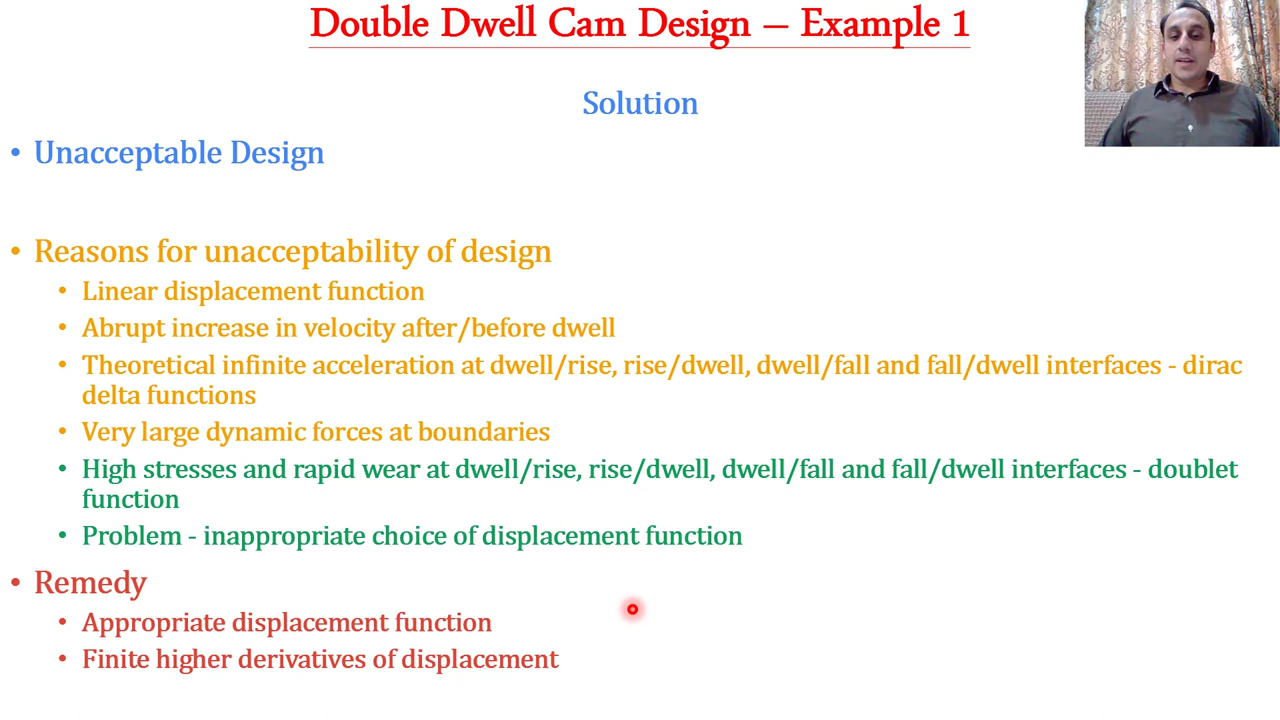 Double Dwell Cam Design – Example 1
Solution
• Unacceptable Design
• Reasons for unacceptability of design
• Linear displacement function
• Abrupt increase in velocity after/before dwell
• Theoretical infinite acceleration at dwell/rise, rise/dwell, dwell/fall and fall/dwell interfaces - dirac
delta functions
• Very large dynamic forces at boundaries
• High stresses and rapid wear at dwell/rise, rise/dwell, dwell/fall and fall/dwell interfaces - doublet
function
• Problem - inappropriate choice of displacement function
• Remedy
• Appropriate displacement function
• Finite higher derivatives of displacement